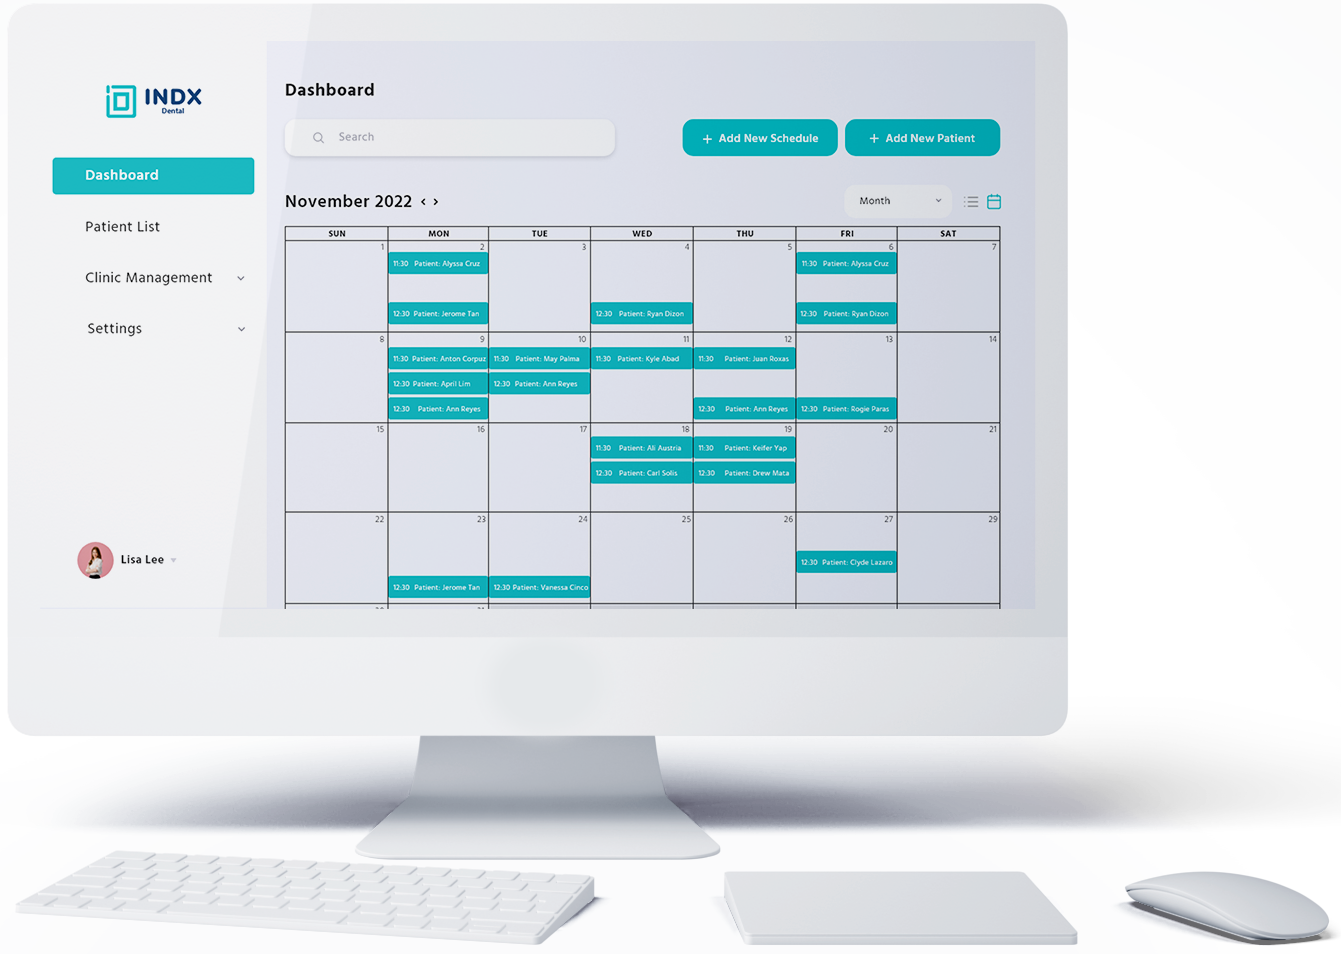 INDX
Dental
Dashboard
Patient List
Clinic Management
Settings
Lisa Lee
Dashboard
Search
+ Add New Schedule
+ Add New Patient
November 2022 < >
Month
SUN MON TUE WED THU FRI SAT
1 2 3 4 5 6 7
11:30 Patient: Alyssa Cruz 11:30 Patient: Alyssa Cruz
12:30 Patient: Jerome Tan 12:30 Patient: Ryan Dizon 12:30 Patient: Ryan Dizon
8 9 10 11 12 13 14
11:30 Patient: Anton Corpuz 11:30 Patient: May Palma 11:30 Patient: Kyle Abad 11:30 Patient: Juan Roxas
12:30 Patient: April Lim 12:30 Patient: Ann Reyes
12:30 Patient: Ann Reyes 12:30 Patient: Ann Reyes 12:30 Patient: Rogie Paras
15 16 17 18 19 20 21
11:30 Patient: Ali Austria 11:30 Patient: Keifer Yap
12:30 Patient: Carl Solis 12:30 Patient: Drew Mata
22 23 24 25 26 27 29
12:30 Patient: Clyde Lazaro
12:30 Patient: Jerome Tan 12:30 Patient: Vanessa Cinco